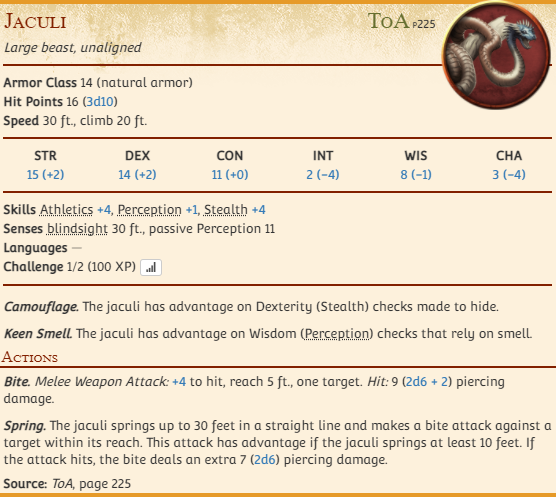 Jaculi ToA p225
Large beast, unaligned
Armor Class 14 (natural armor)
Hit Points 16 (3d10)
Speed 30 ft., climb 20 ft.
STR DEX CON INT WIS CHA
15 (+2) 14 (+2) 11 (+0) 2 (−4) 8 (−1) 3 (−4)
Skills Athletics +4, Perception +1, Stealth +4
Senses blindsight 30 ft., passive Perception 11
Languages —
Challenge 1/2 (100 XP)
Camouflage. The jaculi has advantage on Dexterity (Stealth) checks made to hide.
Keen Smell. The jaculi has advantage on Wisdom (Perception) checks that rely on smell.
Actions
Bite. Melee Weapon Attack: +4 to hit, reach 5 ft., one target. Hit: 9 (2d6 + 2) piercing
damage.
Spring. The jaculi springs up to 30 feet in a straight line and makes a bite attack against a
target within its reach. This attack has advantage if the jaculi springs at least 10 feet. If
the attack hits, the bite deals an extra 7 (2d6) piercing damage.
Source: ToA, page 225